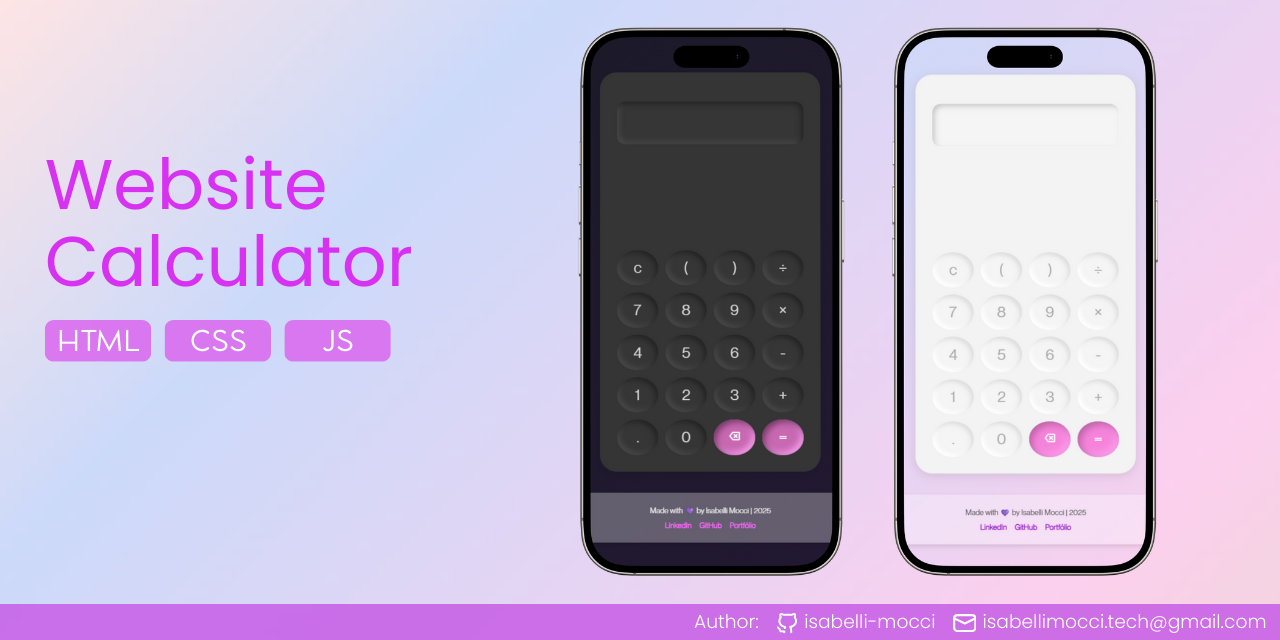 Website
Calculator
HTML CSS JS
c ( ) ÷
7 8 9 ×
4 5 6 -
1 2 3 +
. 0 =
Made with 💜 by Isabelli Mocci | 2025
LinkedIn GitHub Portfólio
c ( ) ÷
7 8 9 ×
4 5 6 -
1 2 3 +
. 0 =
Made with 💜 by Isabelli Mocci | 2025
LinkedIn GitHub Portfólio
Author: isabelli-mocci isabellimocci.tech@gmail.com